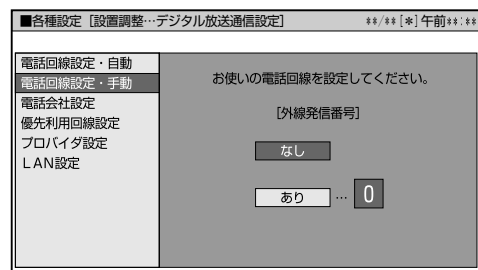 ■各種設定［設置調整…デジタル放送通信設定］ **/**[*]午前**:**
電話回線設定・自動
電話回線設定・手動
電話会社設定
優先利用回線設定
プロバイダ設定
ＬＡＮ設定
お使いの電話回線を設定してください。
［外線発信番号］
なし
あり … 0